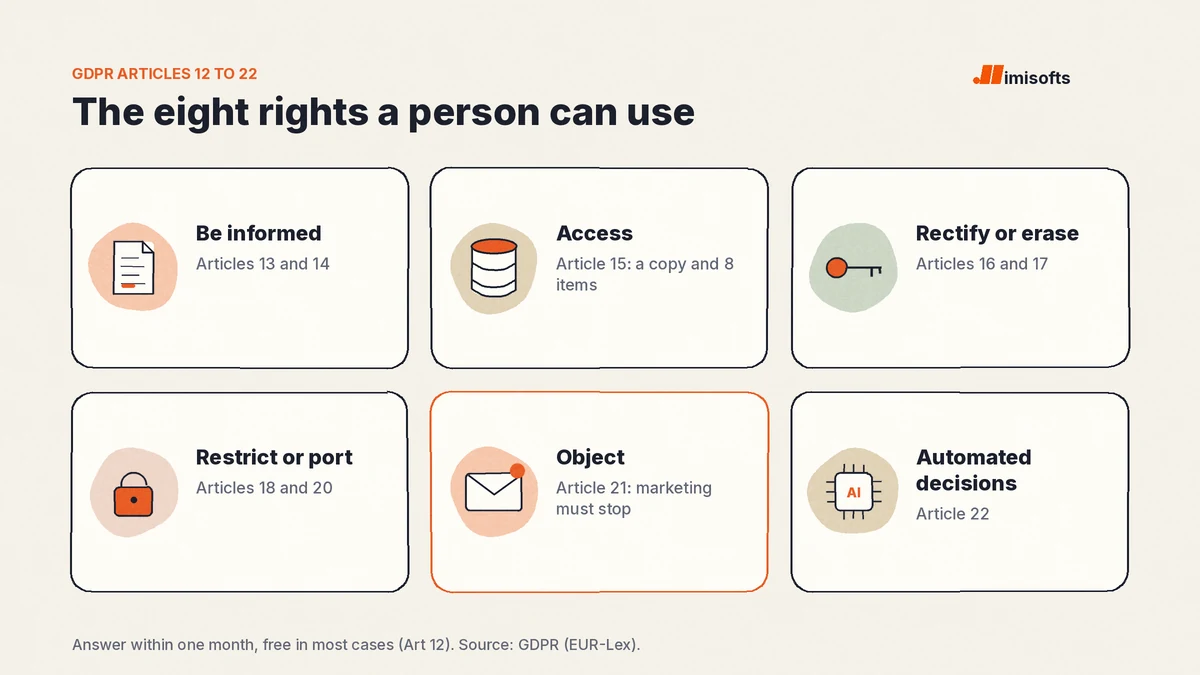 GDPR ARTICLES 12 TO 22
imisofts
The eight rights a person can use
Be informed
Articles 13 and 14
Access
Article 15: a copy and 8
items
Rectify or erase
Articles 16 and 17
Restrict or port
Articles 18 and 20
Object
Article 21: marketing
must stop
AI
Automated
decisions
Article 22
Answer within one month, free in most cases (Art 12). Source: GDPR (EUR-Lex).